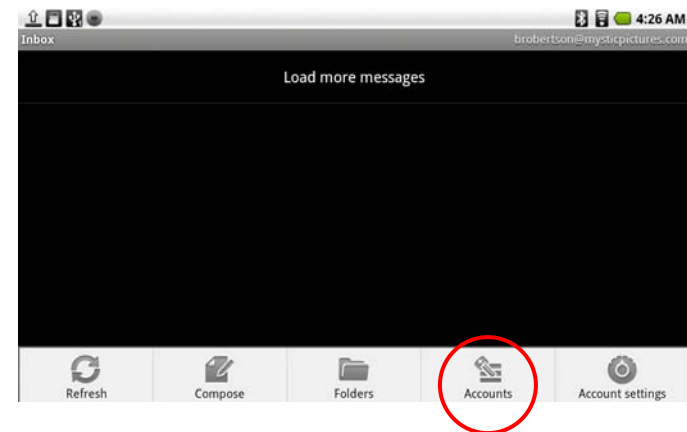 4:26 AM
Inbox brobertson@mysticpictures.com
Load more messages
Refresh Compose Folders Accounts Account settings